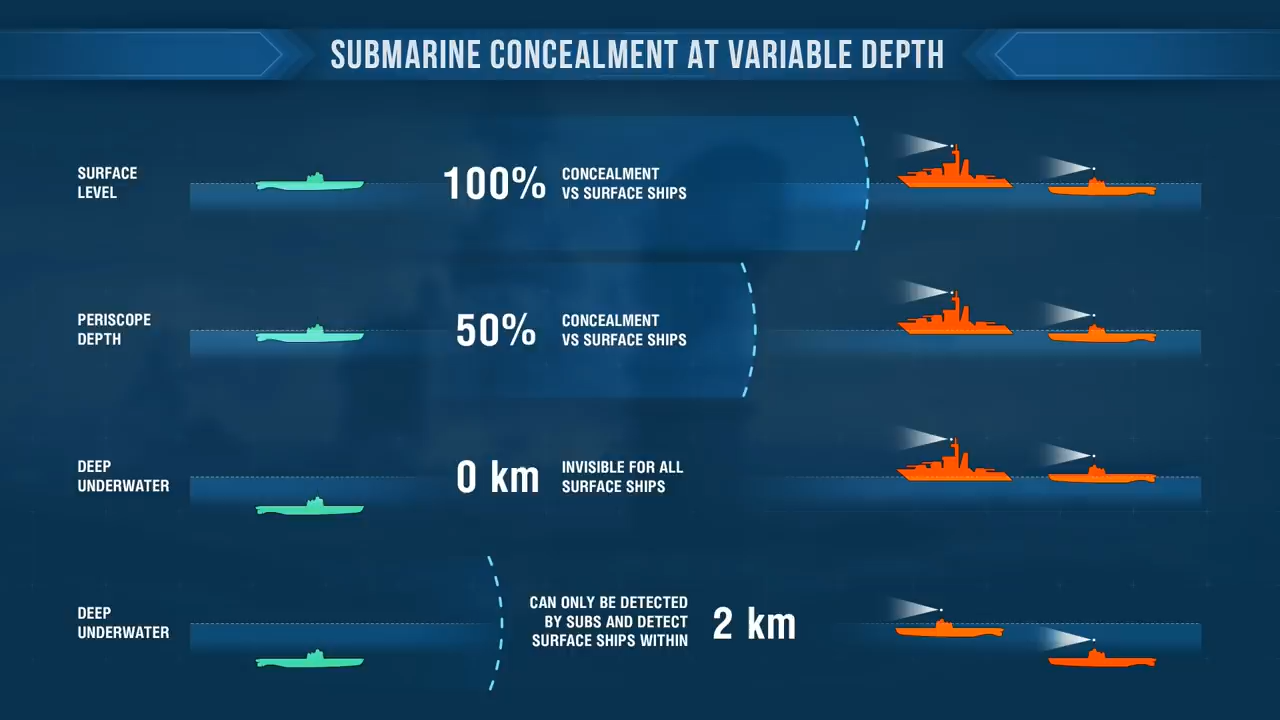 SUBMARINE CONCEALMENT AT VARIABLE DEPTH
SURFACE
LEVEL
100%
CONCEALMENT
VS SURFACE SHIPS
PERISCOPE
DEPTH
50%
CONCEALMENT
VS SURFACE SHIPS
DEEP
UNDERWATER
0 km
INVISIBLE FOR ALL
SURFACE SHIPS
DEEP
UNDERWATER
CAN ONLY BE DETECTED
BY SUBS AND DETECT
SURFACE SHIPS WITHIN
2 km